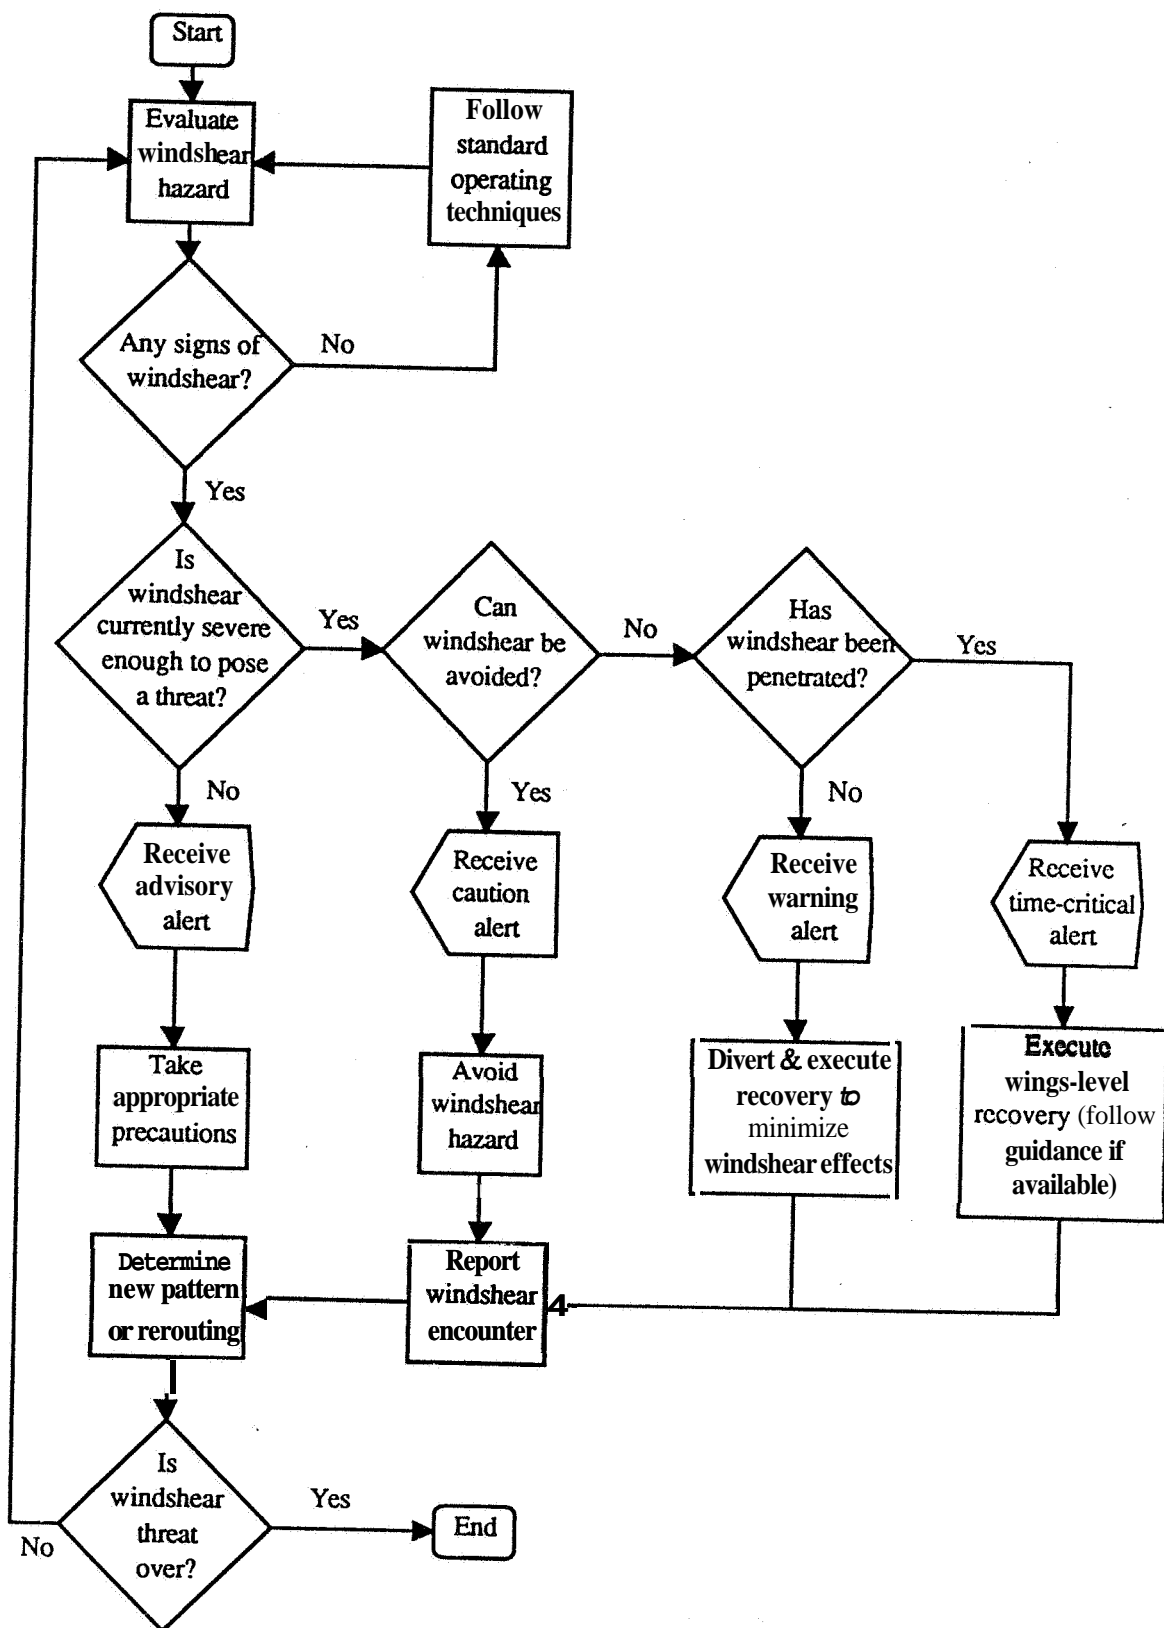 Start
Evaluate
windshear
hazard
Follow
standard
operating
techniques
Any signs of
windshear?
No
Yes
Is
windshear
currently severe
enough to pose
a threat?
Yes
Can
windshear be
avoided?
No
Has
windshear been
penetrated?
Yes
No
Yes
No
Receive
advisory
alert
Receive
caution
alert
Receive
warning
alert
Receive
time-critical
alert
Take
appropriate
precautions
Avoid
windshear
hazard
Divert & execute
recovery to
minimize
windshear effects
Execute
wings-level
recovery (follow
guidance if
available)
Determine
new pattern
or rerouting
Report
windshear
encounter
4
Is
windshear
threat
over?
Yes
No
End